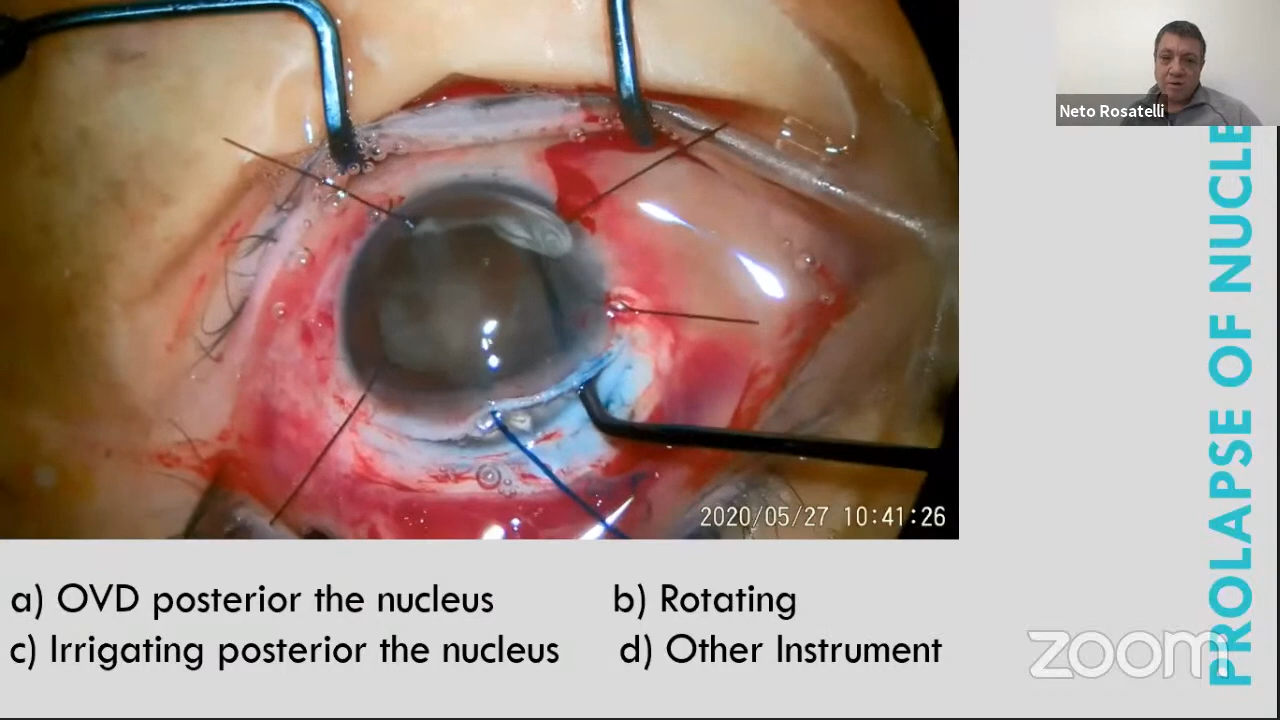 Neto Rosatelli
PROLAPSE OF NUCLE
2020/05/27 10:41:26
a) OVD posterior the nucleus
b) Rotating
c) Irrigating posterior the nucleus
d) Other Instrument
zoom